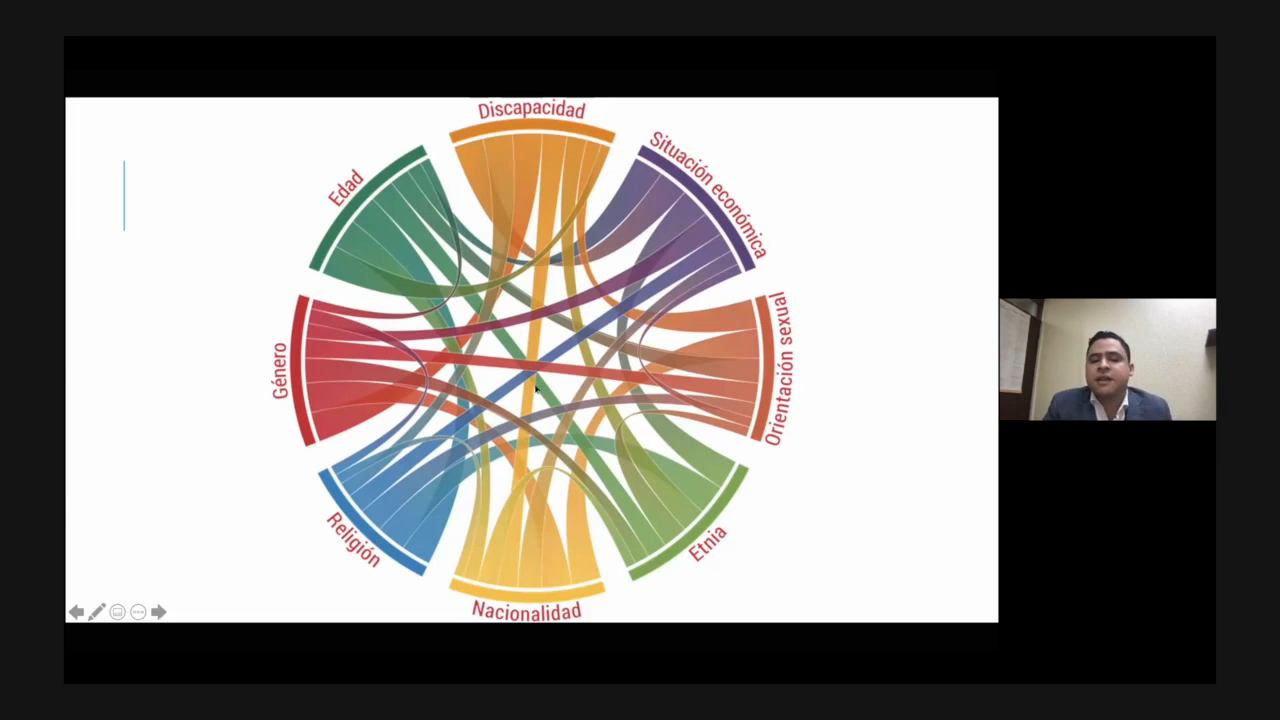 Discapacidad
Situación económica
Orientación sexual
Etnia
Nacionalidad
Religión
Género
Edad